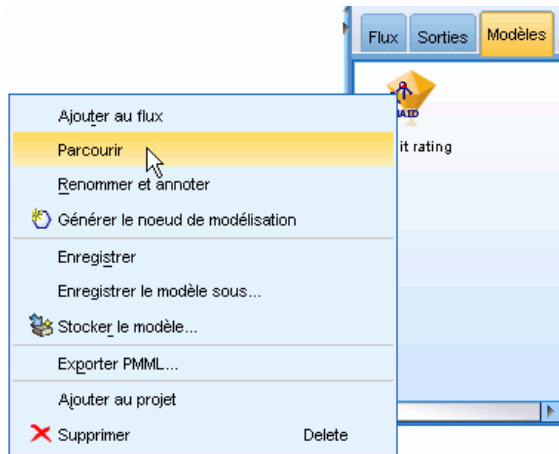 Flux Sorties Modèles
AID
it rating
Ajouter au flux
Parcourir
Renommer et annoter
Générer le noeud de modélisation
Enregistrer
Enregistrer le modèle sous...
Stocker le modèle...
Exporter PMML...
Ajouter au projet
Supprimer Delete